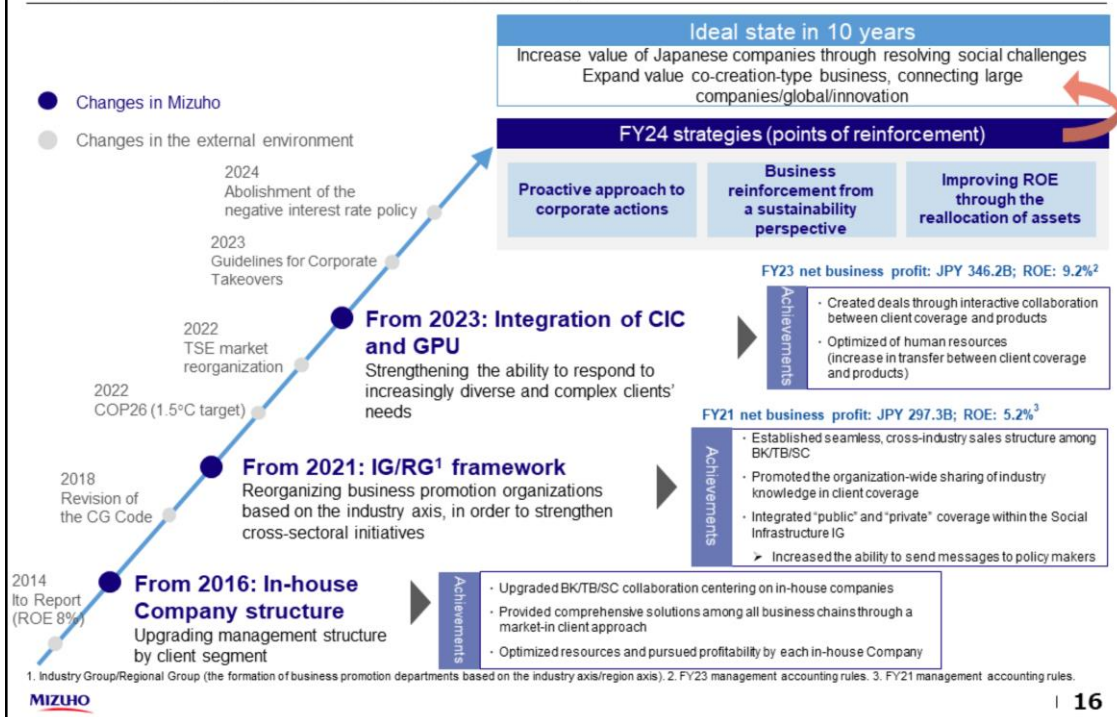 Ideal state in 10 years
Increase value of Japanese companies through resolving social challenges
Expand value co-creation-type business, connecting large
companies/global/innovation
Changes in Mizuho
Changes in the external environment
FY24 strategies (points of reinforcement)
Proactive approach to
corporate actions
Business
reinforcement from
a sustainability
perspective
Improving ROE
through the
reallocation of assets
2024
Abolishment of the
negative interest rate policy
2023
Guidelines for Corporate
Takeovers
FY23 net business profit: JPY 346.2B; ROE: 9.2%2
From 2023: Integration of CIC
and GPU
Strengthening the ability to respond to
increasingly diverse and complex clients'
needs
Achievements
· Created deals through interactive collaboration
between client coverage and products
· Optimized of human resources
(increase in transfer between client coverage
and products)
2022
TSE market
reorganization
2022
COP26 (1.5°C target)
FY21 net business profit: JPY 297.3B; ROE: 5.2%3
From 2021: IG/RG1 framework
Reorganizing business promotion organizations
based on the industry axis, in order to strengthen
cross-sectoral initiatives
Achievements
· Established seamless, cross-industry sales structure among
BK/TB/SC
· Promoted the organization-wide sharing of industry
knowledge in client coverage
· Integrated "public" and "private" coverage within the Social
Infrastructure IG
➢ Increased the ability to send messages to policy makers
2018
Revision of
the CG Code
2014
Ito Report
(ROE 8%)
From 2016: In-house
Company structure
Upgrading management structure
by client segment
Achievements
· Upgraded BK/TB/SC collaboration centering on in-house companies
· Provided comprehensive solutions among all business chains through a
market-in client approach
· Optimized resources and pursued profitability by each in-house Company
1. Industry Group/Regional Group (the formation of business promotion departments based on the industry axis/region axis). 2. FY23 management accounting rules. 3. FY21 management accounting rules.
MIZUHO
16